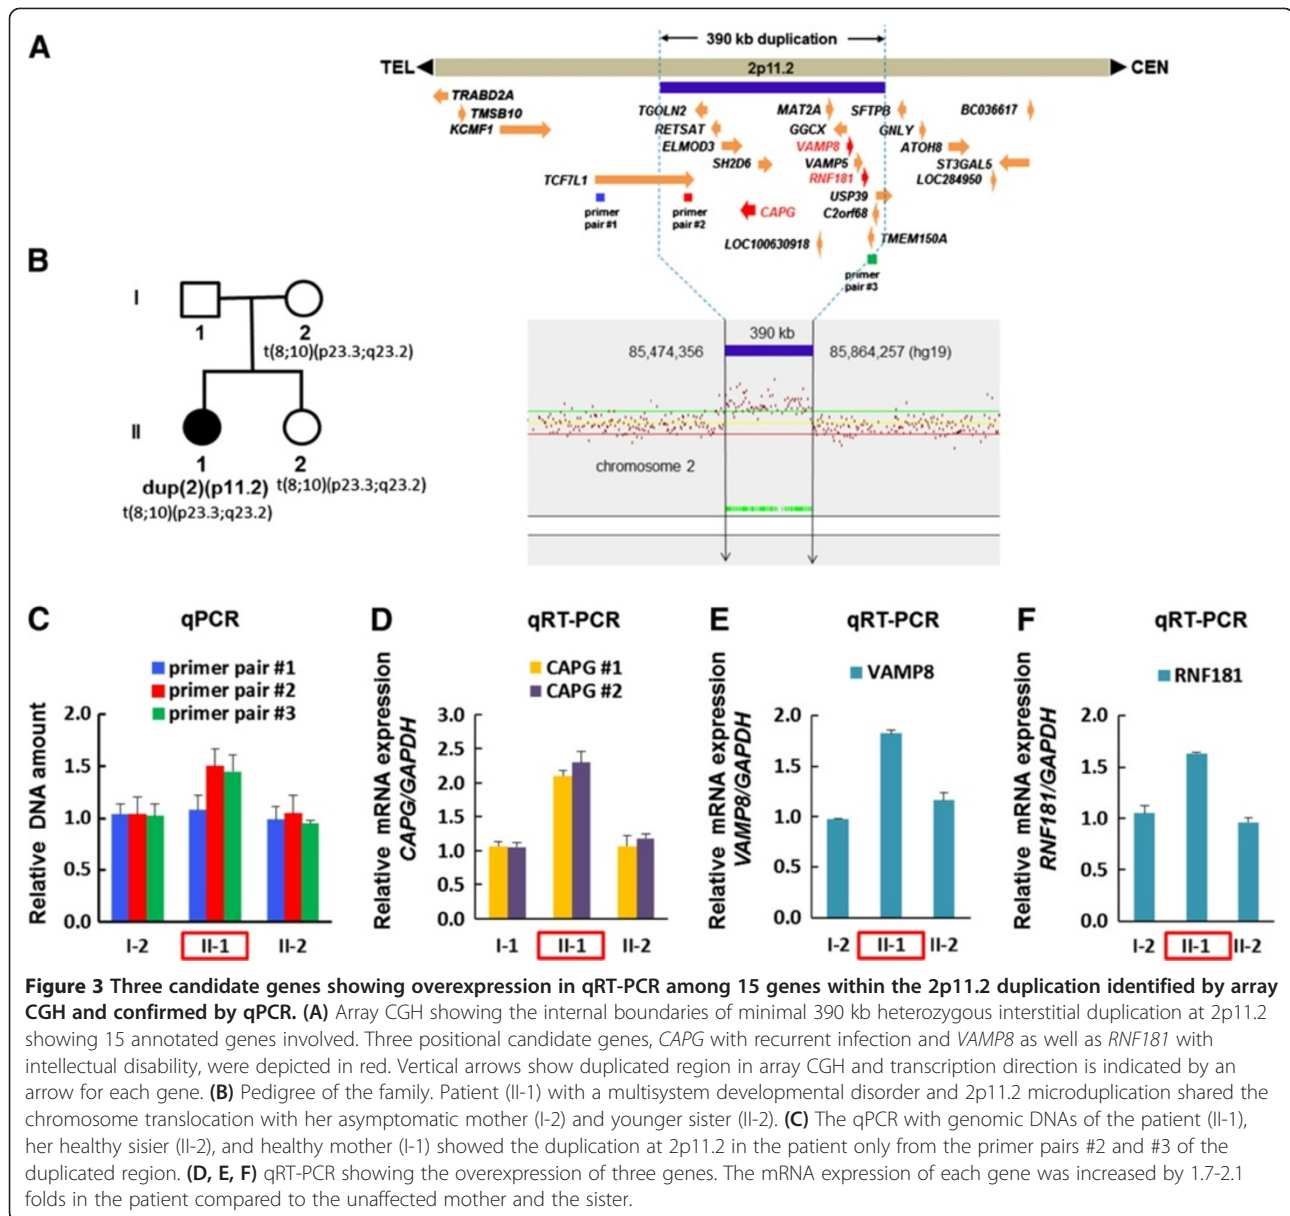 A
390 kb duplication
TEL
2p11.2
CEN
TRABD2A
TMSB10
KCMF1
TGOLN2
RETSAT
ELMOD3
SH2D6
MAT2A
GGCX
VAMP8
VAMP5
RNF181
USP39
C2orf68
TMEM150A
SFTPB
GNLY
ATOH8
ST3GAL5
LOC284950
BC036617
TCF7L1
CAPG
LOC100630918
primer
pair #1
primer
pair #2
primer
pair #3
B
I
1
2
t(8;10)(p23.3;q23.2)
II
1
2
dup(2)(p11.2)
t(8;10)(p23.3;q23.2)
t(8;10)(p23.3;q23.2)
390 kb
85,474,356
85,864,257 (hg19)
chromosome 2
C
qPCR
primer pair #1
primer pair #2
primer pair #3
Relative DNA amount
2.0
1.5
1.0
0.5
0.0
I-2
II-1
II-2
D
qRT-PCR
CAPG #1
CAPG #2
Relative mRNA expression
CAPG/GAPDH
3.0
2.5
2.0
1.5
1.0
0.5
0.0
I-1
II-1
II-2
E
qRT-PCR
VAMP8
Relative mRNA expression
VAMP8/GAPDH
2.0
1.5
1.0
0.5
0.0
I-2
II-1
II-2
F
qRT-PCR
RNF181
Relative mRNA expression
RNF181/GAPDH
2.0
1.5
1.0
0.5
0.0
I-2
II-1
II-2
Figure 3 Three candidate genes showing overexpression in qRT-PCR among 15 genes within the 2p11.2 duplication identified by array
CGH and confirmed by qPCR. (A) Array CGH showing the internal boundaries of minimal 390 kb heterozygous interstitial duplication at 2p11.2
showing 15 annotated genes involved. Three positional candidate genes, CAPG with recurrent infection and VAMP8 as well as RNF181 with
intellectual disability, were depicted in red. Vertical arrows show duplicated region in array CGH and transcription direction is indicated by an
arrow for each gene. (B) Pedigree of the family. Patient (II-1) with a multisystem developmental disorder and 2p11.2 microduplication shared the
chromosome translocation with her asymptomatic mother (I-2) and younger sister (II-2). (C) The qPCR with genomic DNAs of the patient (II-1),
her healthy sisier (II-2), and healthy mother (I-1) showed the duplication at 2p11.2 in the patient only from the primer pairs #2 and #3 of the
duplicated region. (D, E, F) qRT-PCR showing the overexpression of three genes. The mRNA expression of each gene was increased by 1.7-2.1
folds in the patient compared to the unaffected mother and the sister.